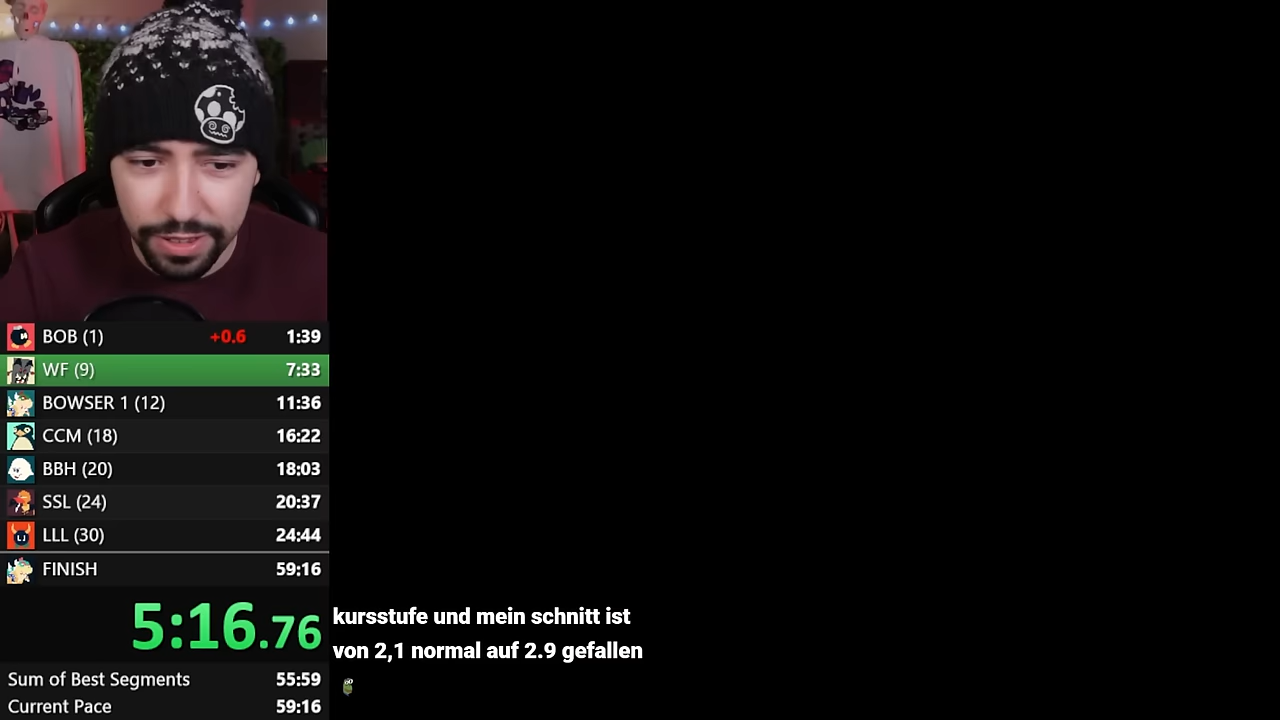 BOB (1) +0.6 1:39
WF (9) 7:33
BOWSER 1 (12) 11:36
CCM (18) 16:22
BBH (20) 18:03
SSL (24) 20:37
LLL (30) 24:44
FINISH 59:16
5:16.76
Sum of Best Segments 55:59
Current Pace 59:16
kursstufe und mein schnitt ist
von 2,1 normal auf 2.9 gefallen